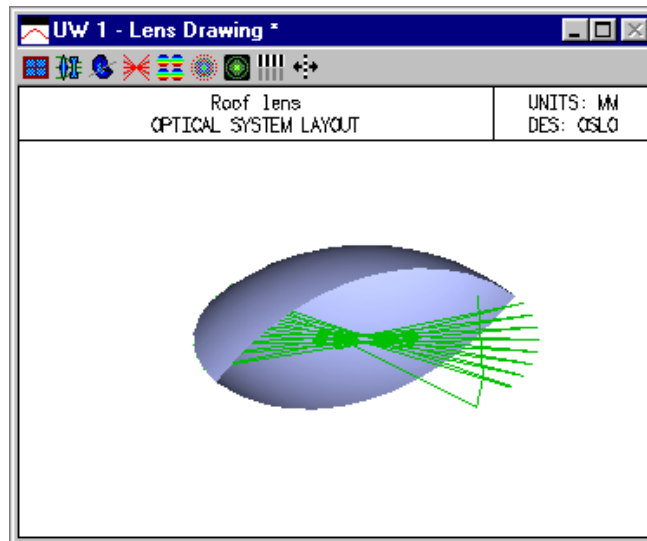 UW 1 - Lens Drawing *
Roof lens
OPTICAL SYSTEM LAYOUT
UNITS: MM
DES: OSLO